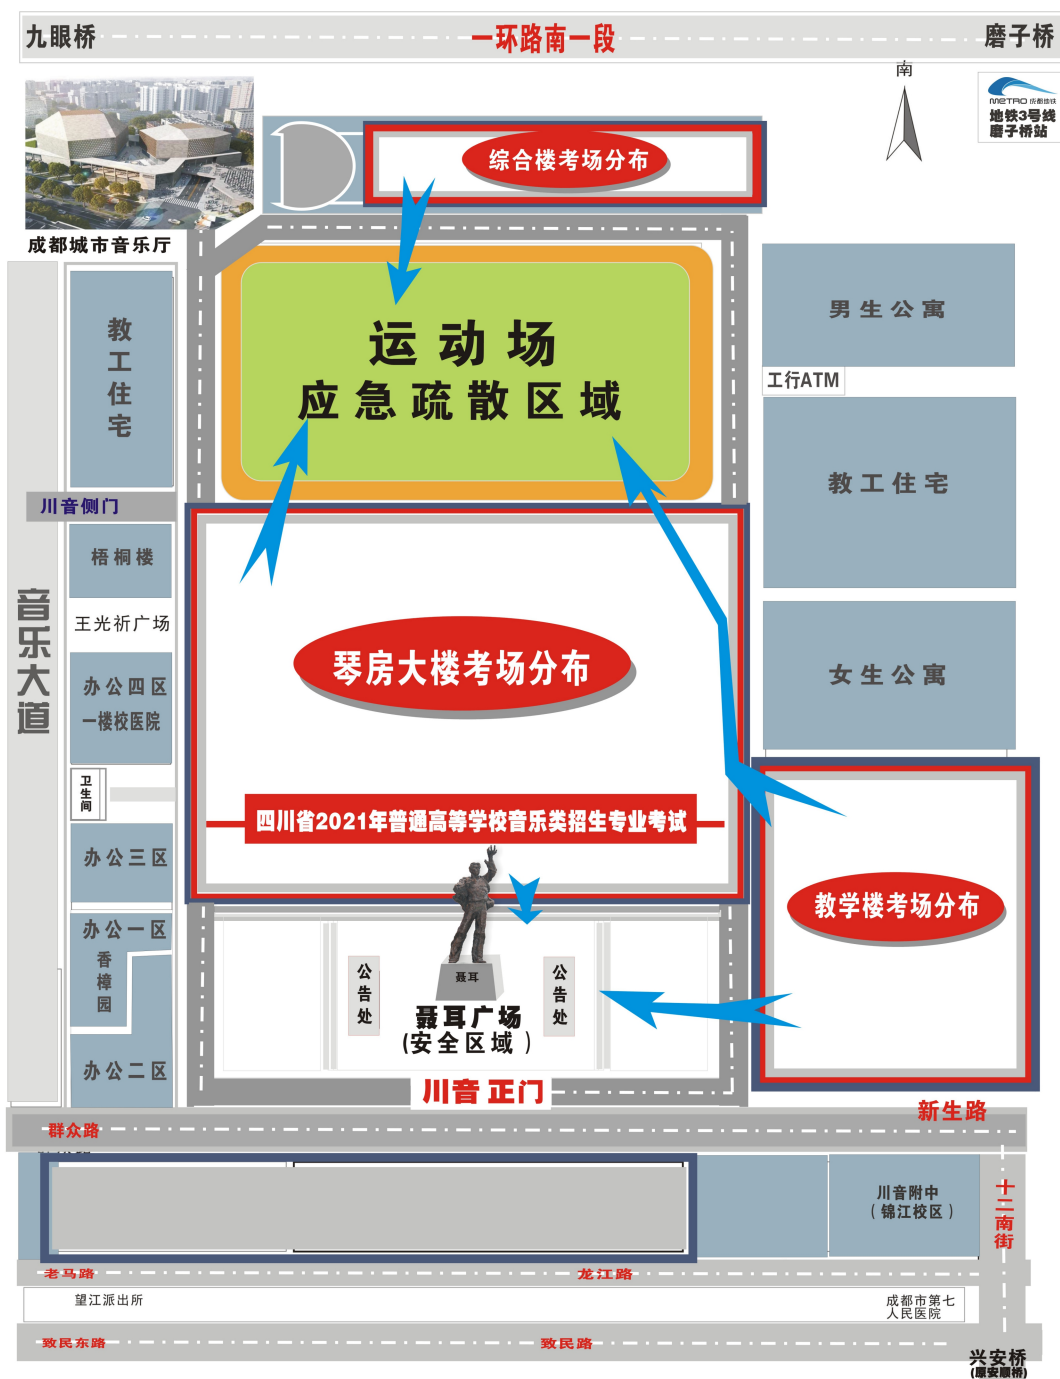 九眼桥
一环路南一段
磨子桥
南
METRO 成都地铁
地铁3号线
磨子桥站
综合楼考场分布
成都城市音乐厅
运动场
应急疏散区域
男生公寓
工行ATM
教工住宅
教工住宅
川音侧门
梧桐楼
王光祈广场
音乐大道
办公四区
一楼校医院
琴房大楼考场分布
女生公寓
卫生间
四川省2021年普通高等学校音乐类招生专业考试
办公三区
教学楼考场分布
办公一区
香樟园
公告处
聂耳
公告处
聂耳广场
(安全区域)
办公二区
川音 正门
新生路
群众路
川音附中
(锦江校区)
十二南街
老马路
龙江路
望江派出所
成都市第七
人民医院
致民东路
致民路
兴安桥
(原安顺桥)